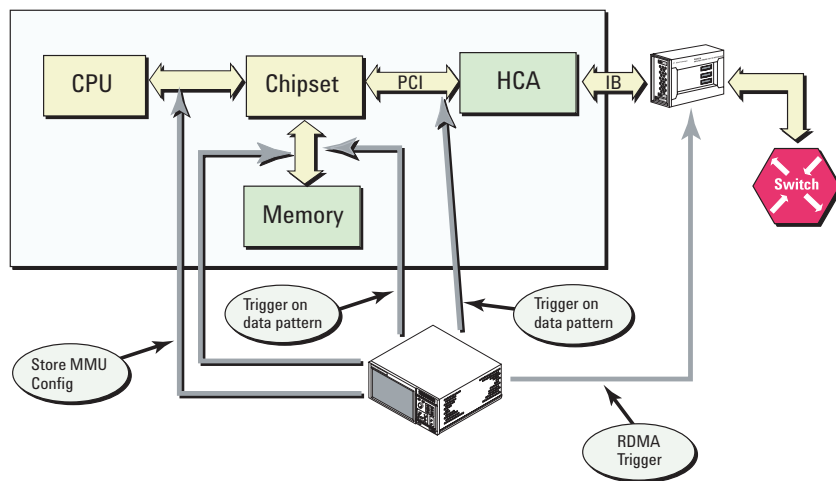 CPU
Chipset
PCI
HCA
IB
Switch
Memory
Trigger on
data pattern
Trigger on
data pattern
Store MMU
Config
RDMA
Trigger